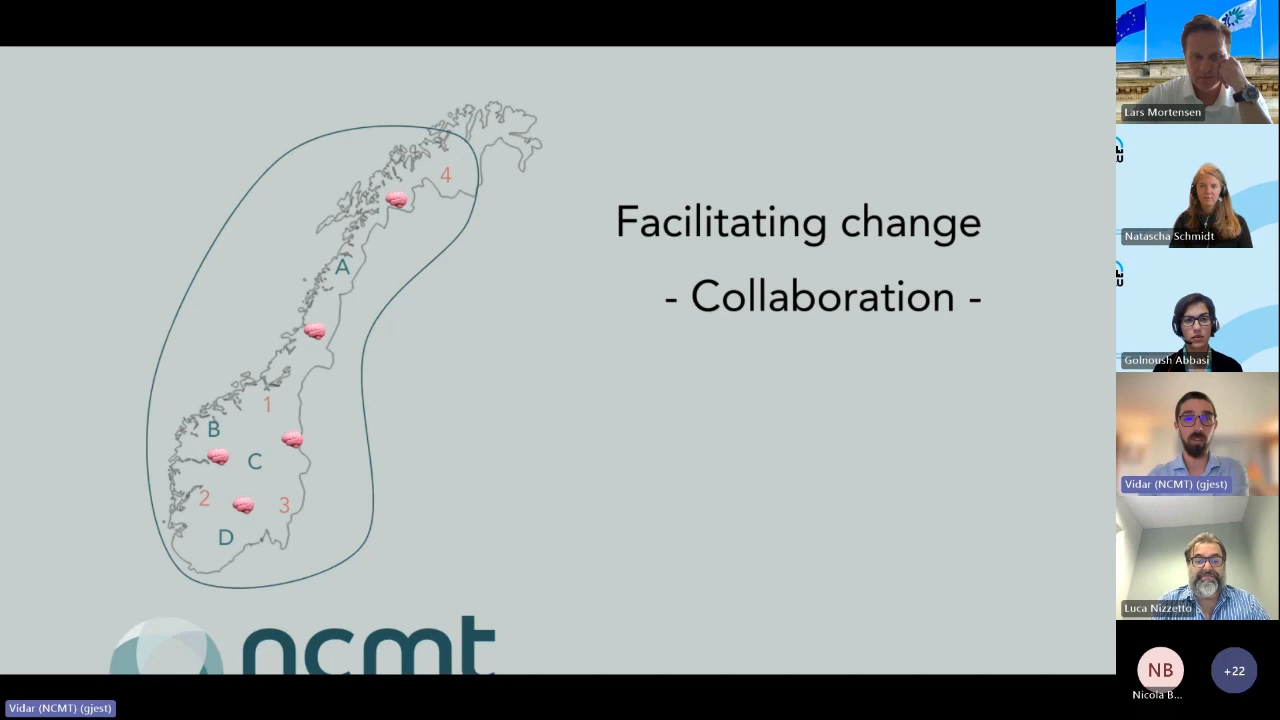 4
A
1
B
C
2
3
D
Facilitating change
- Collaboration -
ncmt
Vidar (NCMT) (gjest)
Lars Mortensen
U
Natascha Schmidt
U
Golnoush Abbasi
Vidar (NCMT) (gjest)
Luca Nizzetto
NB
Nicola B...
+22